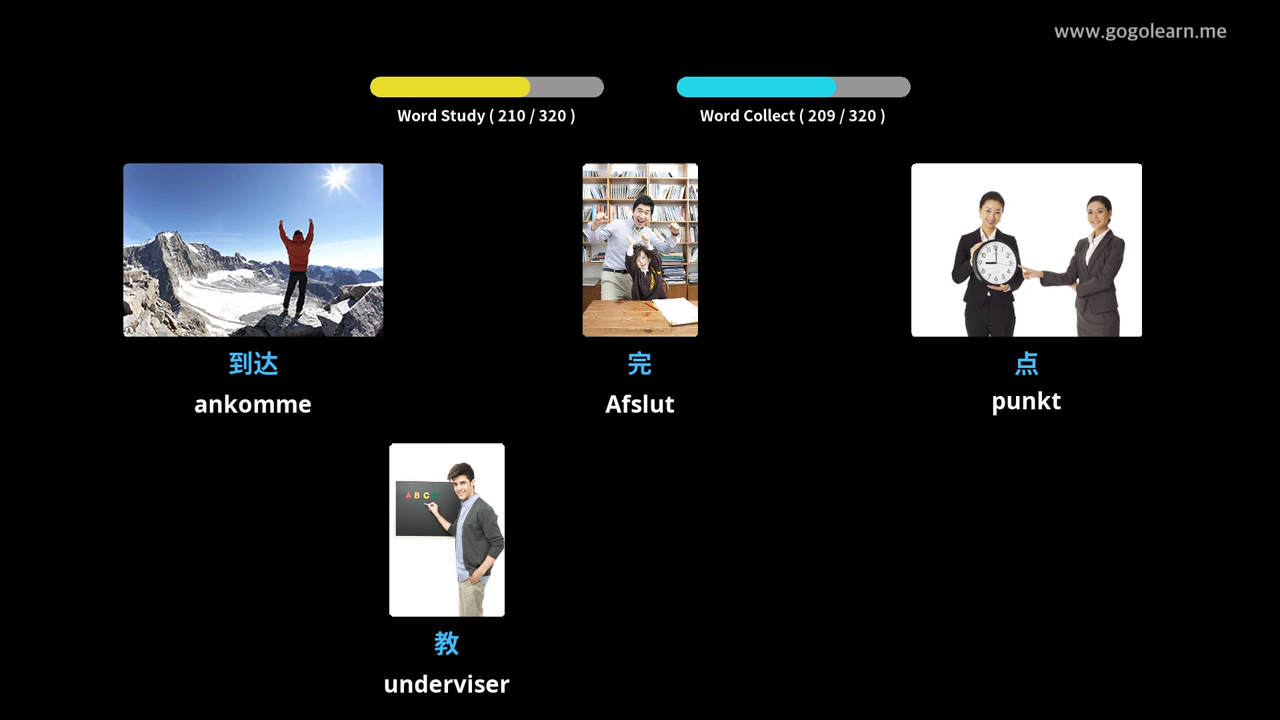 www.gogolearn.me
Word Study ( 210 / 320 )
Word Collect ( 209 / 320 )
到达
ankomme
完
Afslut
点
punkt
A B C D
教
underviser